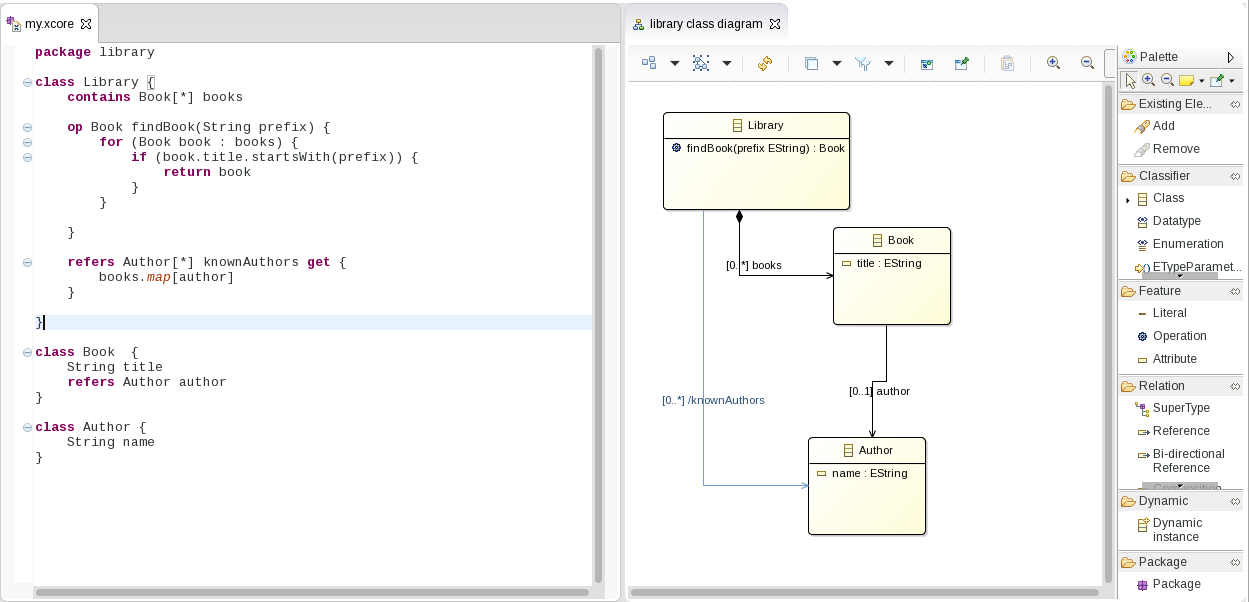 my.xcore
package library
class Library {
contains Book[*] books
op Book findBook(String prefix) {
for (Book book : books) {
if (book.title.startsWith(prefix)) {
return book
}
}
}
refers Author[*] knownAuthors get {
books.map[author]
}
}
class Book  {
String title
refers Author author
}
class Author {
String name
}
library class diagram
Library
findBook(prefix EString) : Book
[0..*] books
Book
title : EString
[0..1] author
[0..*] /knownAuthors
Author
name : EString
Palette
Existing Ele...
Add
Remove
Classifier
Class
Datatype
Enumeration
ETypeParamet...
Feature
Literal
Operation
Attribute
Relation
SuperType
Reference
Bi-directional
Reference
Composition
Dynamic
Dynamic
instance
Package
Package